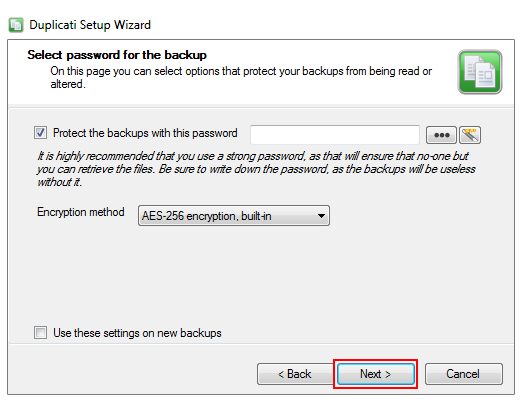 Duplicati Setup Wizard
Select password for the backup
On this page you can select options that protect your backups from being read or
altered.
Protect the backups with this password
It is highly recommended that you use a strong password, as that will ensure that no-one but
you can retrieve the files. Be sure to write down the password, as the backups will be useless
without it.
Encryption method
AES-256 encryption, built-in
Use these settings on new backups
< Back
Next >
Cancel